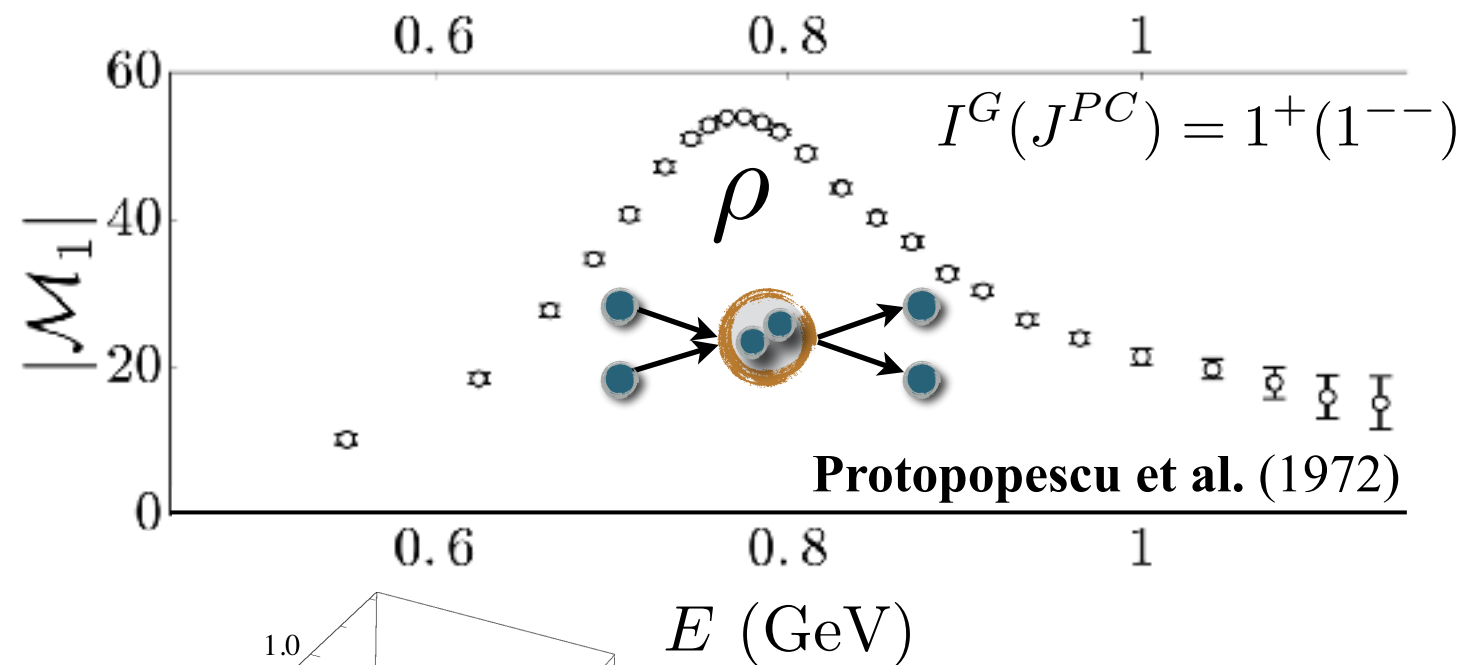 0.6 0.8 1
60
I^G(J^{PC}) = 1^+(1^{--})
ρ
40
|ℳ₁|
20
Protopopescu et al. (1972)
0
0.6 0.8 1
E (GeV)
1.0